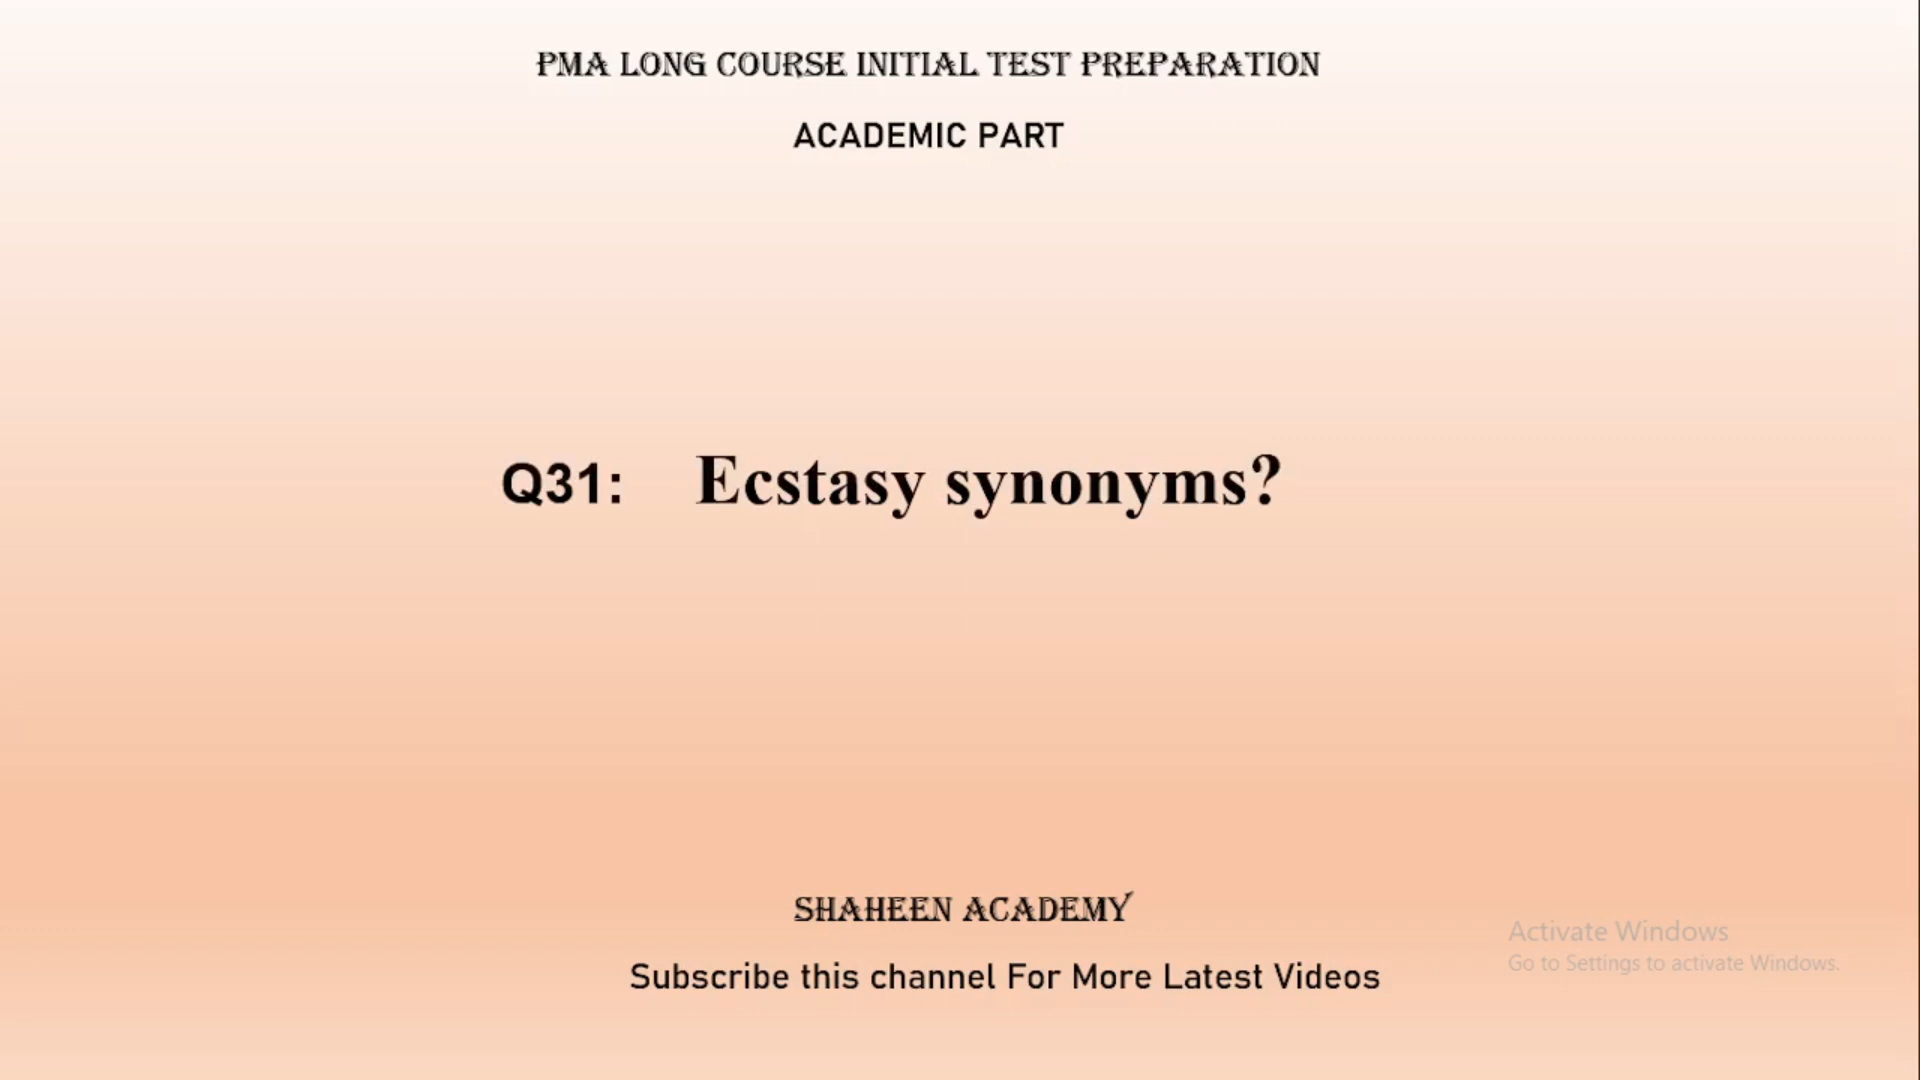 PMA LONG COURSE INITIAL TEST PREPARATION
ACADEMIC PART
Q31: Ecstasy synonyms?
SHAHEEN ACADEMY
Subscribe this channel For More Latest Videos
Activate Windows
Go to Settings to activate Windows.